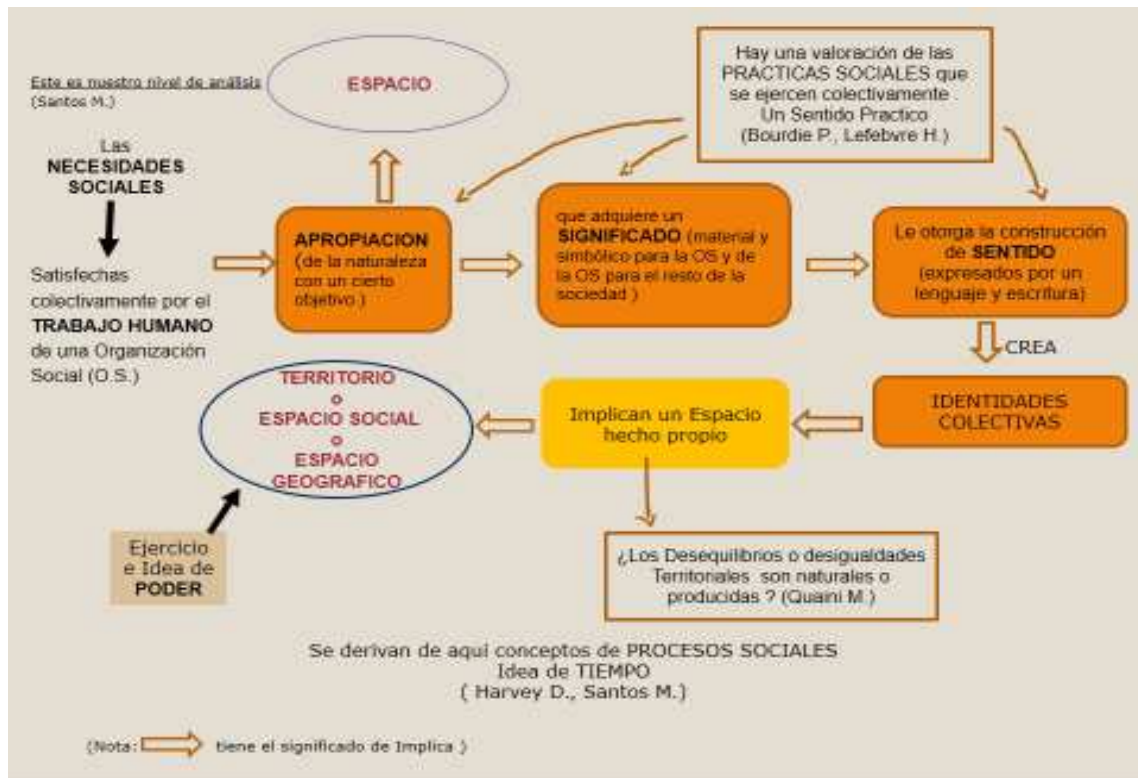 Este es nuestro nivel de análisis
(Santos M.)
ESPACIO
Hay una valoración de las
PRACTICAS SOCIALES que
se ejercen colectivamente .
Un Sentido Practico
(Bourdie P., Lefebvre H.)
Las
NECESIDADES
SOCIALES
Satisfechas
colectivamente por el
TRABAJO HUMANO
de una Organización
Social (O.S.)
APROPIACION
(de la naturaleza
con un cierto
objetivo )
que adquiere un
SIGNIFICADO (material y
simbólico para la OS y de
la OS para el resto de la
sociedad )
Le otorga la construcción
de SENTIDO
(expresados por un
lenguaje y escritura)
CREA
IDENTIDADES
COLECTIVAS
Implican un Espacio
hecho propio
TERRITORIO
o
ESPACIO SOCIAL
o
ESPACIO
GEOGRAFICO
Ejercicio
e Idea de
PODER
¿Los Desequilibrios o desigualdades
Territoriales son naturales o
producidas ? (Quaini M.)
Se derivan de aqui conceptos de PROCESOS SOCIALES
Idea de TIEMPO
( Harvey D., Santos M.)
(Nota: tiene el significado de Implica )